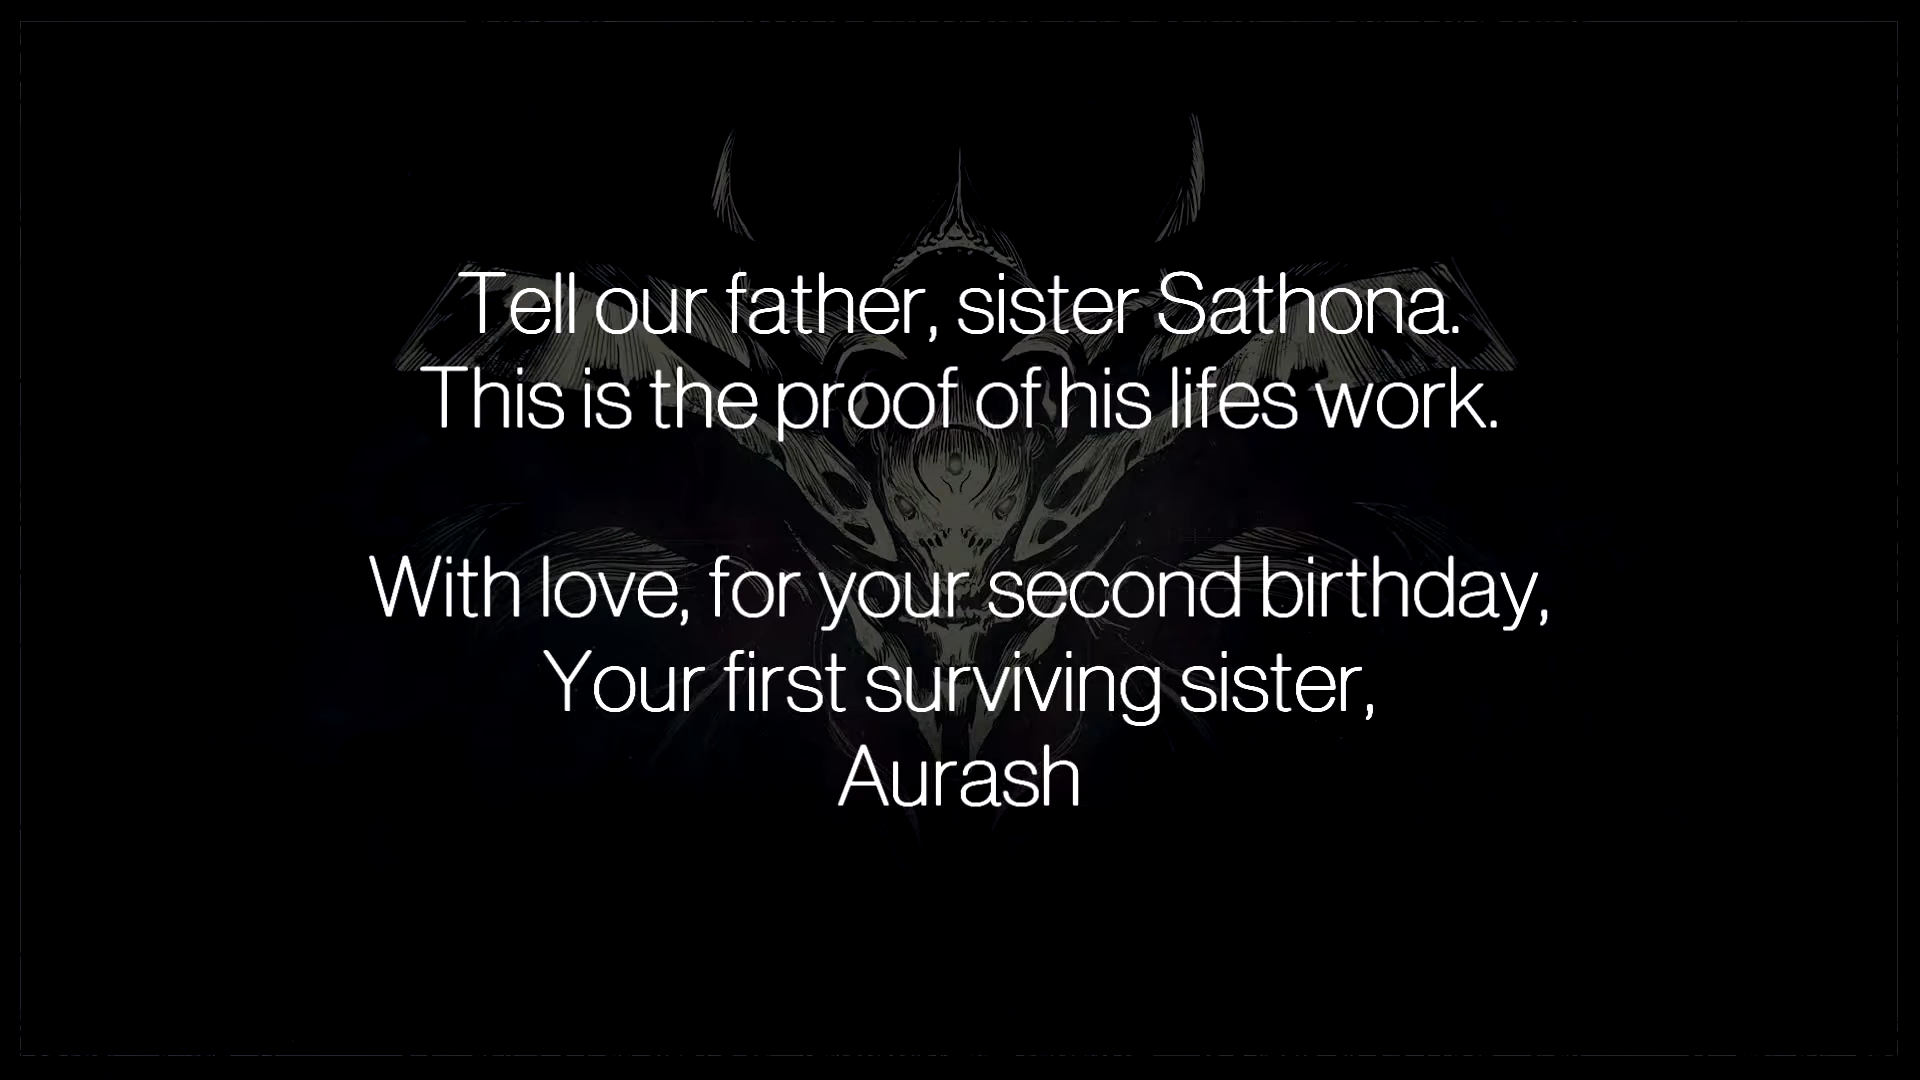 Tell our father, sister Sathona.
This is the proof of his lifes work.
With love, for your second birthday,
Your first surviving sister,
Aurash